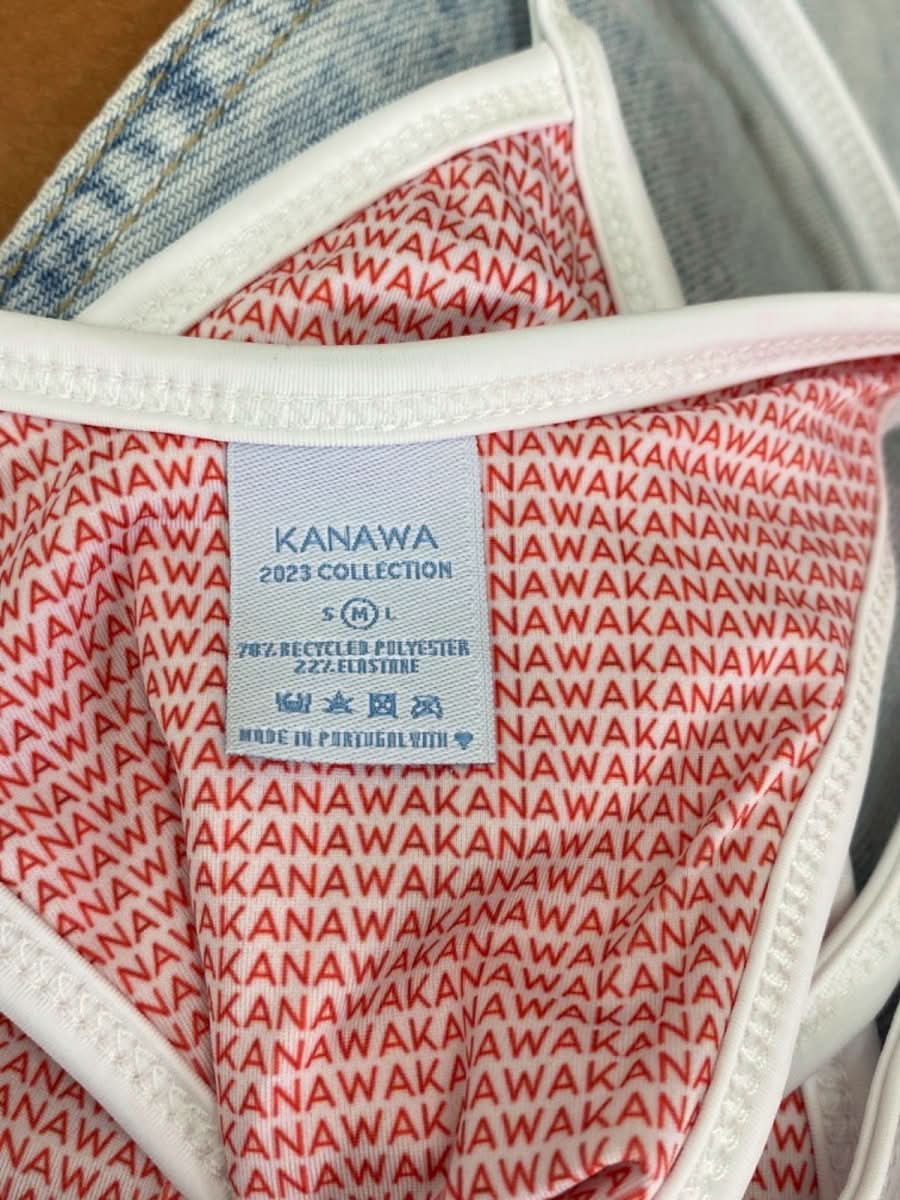 KANAWA
2023 COLLECTION
S M L
78% RECYCLED POLYESTER
22% ELASTANE
MADE IN PORTUGAL WITH